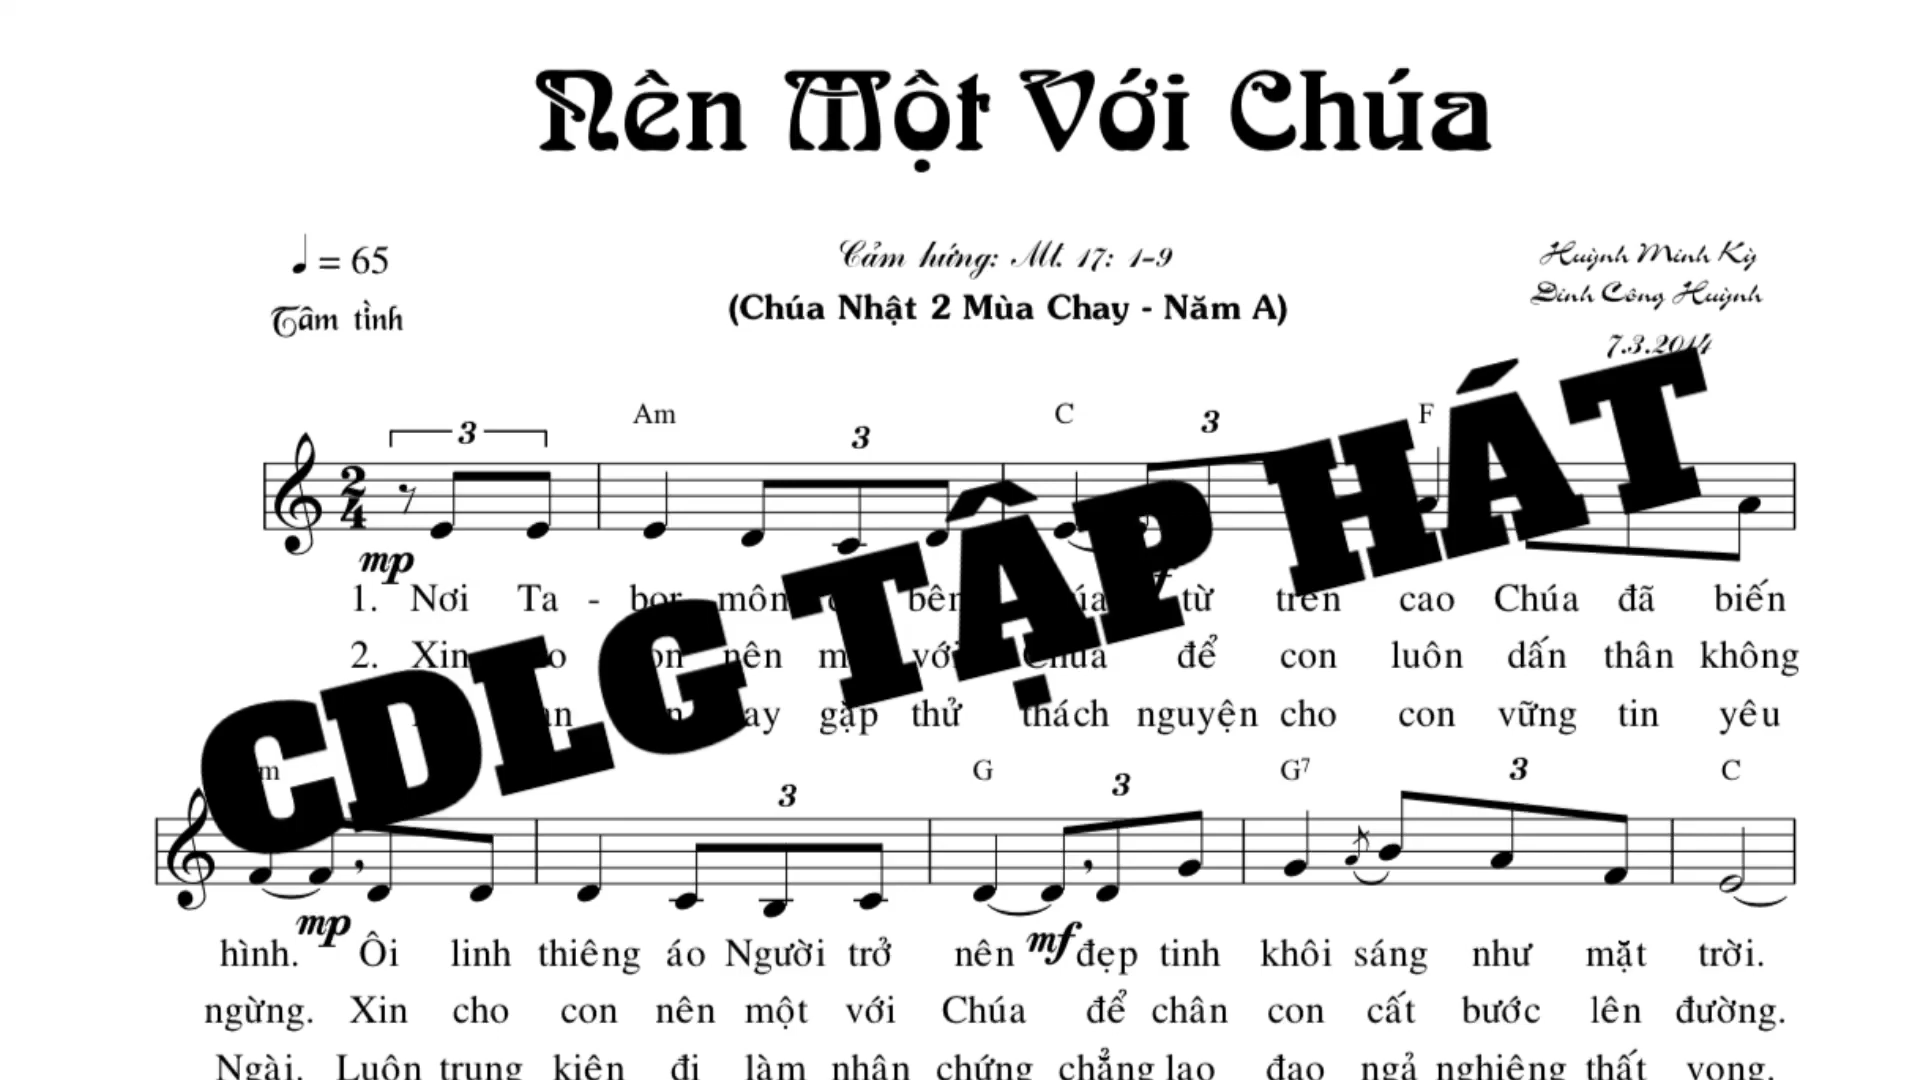 Nên Một Với Chúa
= 65
Cảm hứng: Mt. 17: 1-9
Huỳnh Minh Kỳ
Tâm tình
(Chúa Nhật 2 Mùa Chay - Năm A)
Đinh Công Huỳnh
7.3.2014
CDLG TẬP HÁT
Am C F
3 3 3
2
4
mp
1. Nơi Ta - bor môn bên từ trên cao Chúa đã biến
2. Xin nên với Chúa để con luôn dấn thân không
gặp thử thách nguyện cho con vững tin yêu
G G7 C
3 3 3
mp mf
hình. Ôi linh thiêng áo Người trở nên đẹp tinh khôi sáng như mặt trời.
ngừng. Xin cho con nên một với Chúa để chân con cất bước lên đường.
Ngài. Luôn trung kiên đi làm nhân chứng chẳng lao đao ngả nghiêng thất vọng.